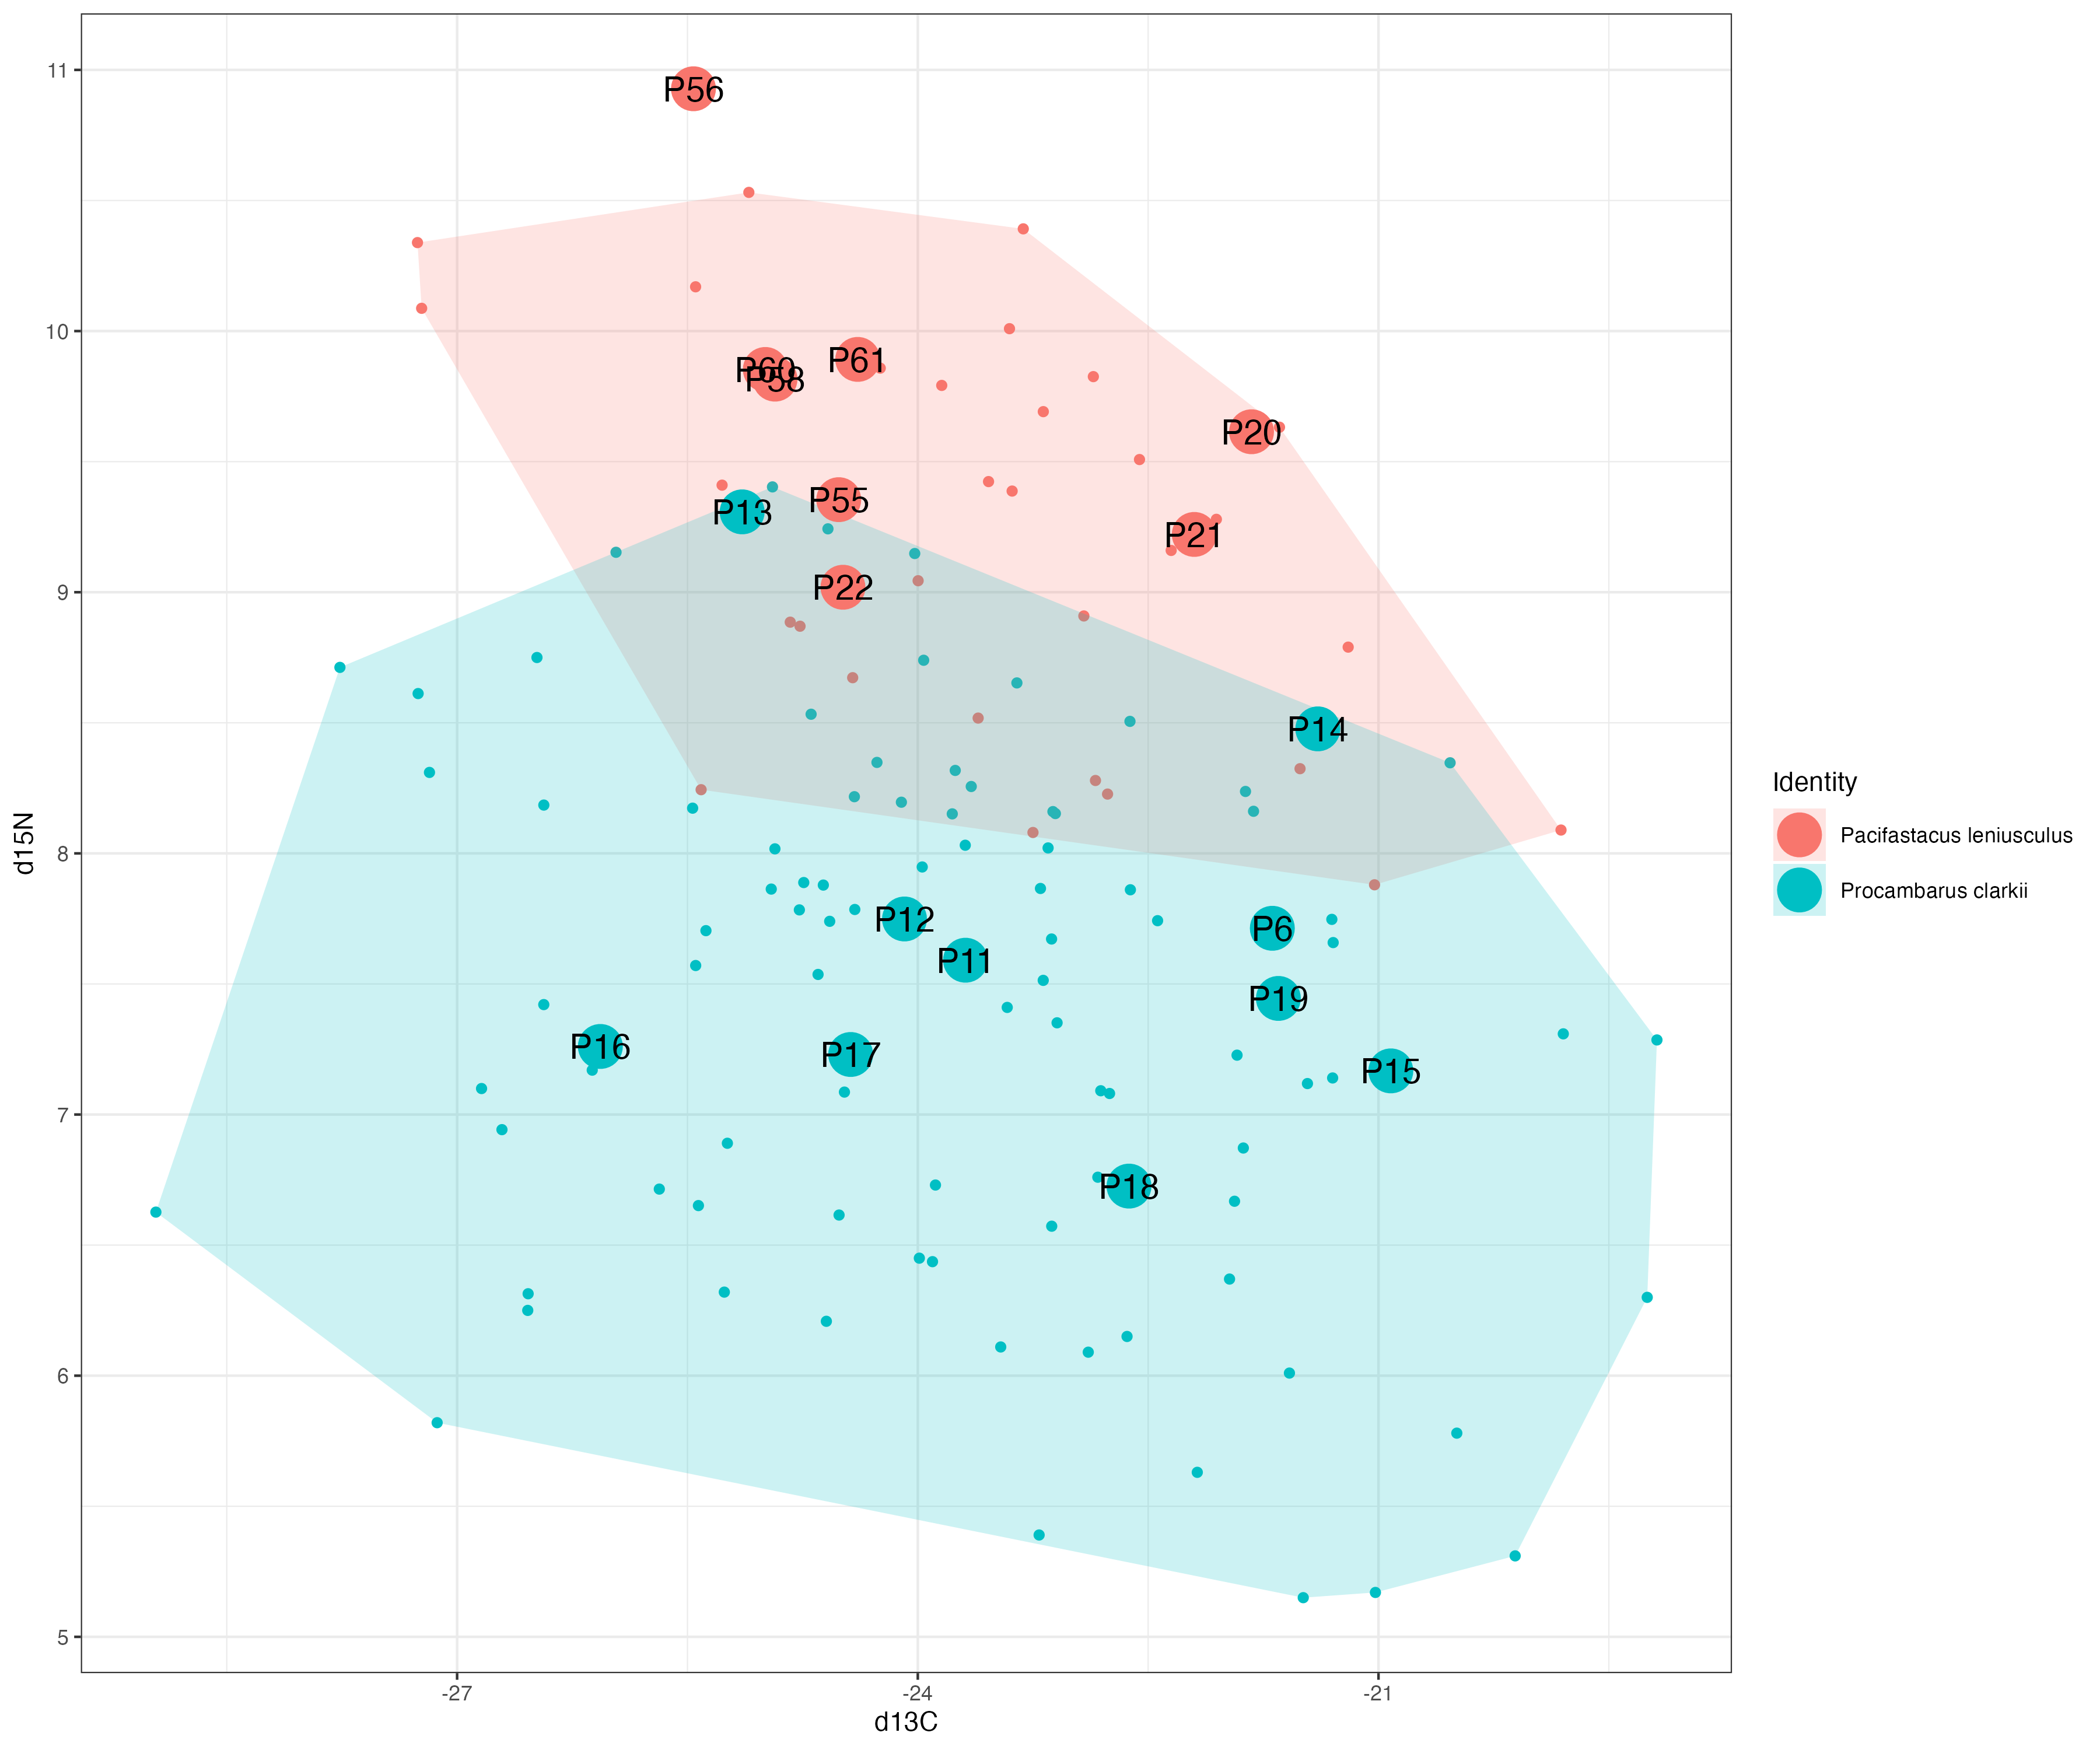 11
P56
10
P61
P60
P58
P20
P55
P13
P21
9
P22
Identity
Pacifastacus leniusculus
Procambarus clarkii
P14
d15N
8
P12
P6
P11
P19
P16
P17
P15
7
P18
6
5
-27
-24
-21
d13C